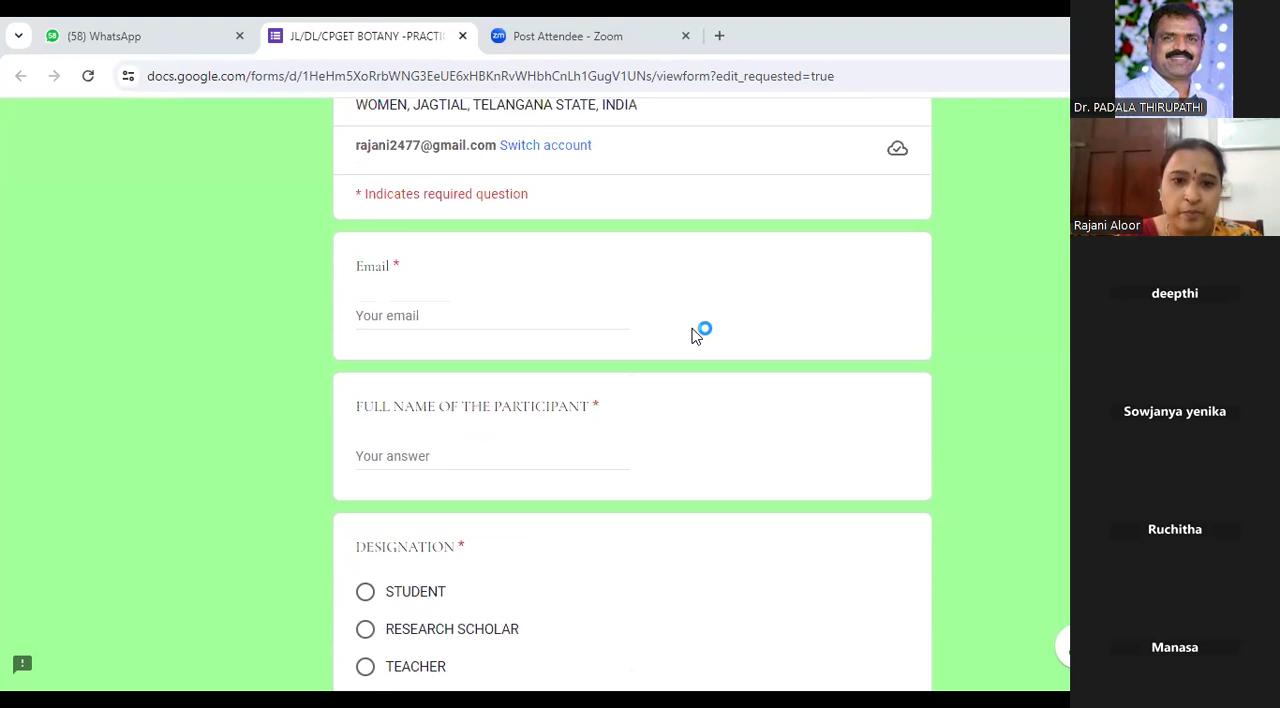 (58) WhatsApp
JL/DL/CPGET BOTANY -PRACTIC
Post Attendee - Zoom
docs.google.com/forms/d/1HeHm5XoRrbWNG3EeUE6xHBKnRvWHbhCnLh1GugV1UNs/viewform?edit_requested=true
WOMEN, JAGTIAL, TELANGANA STATE, INDIA
rajani2477@gmail.com Switch account
* Indicates required question
Email *
Your email
FULL NAME OF THE PARTICIPANT *
Your answer
DESIGNATION *
STUDENT
RESEARCH SCHOLAR
TEACHER
Dr. PADALA THIRUPATHI
Rajani Aloor
deepthi
Sowjanya yenika
Ruchitha
Manasa